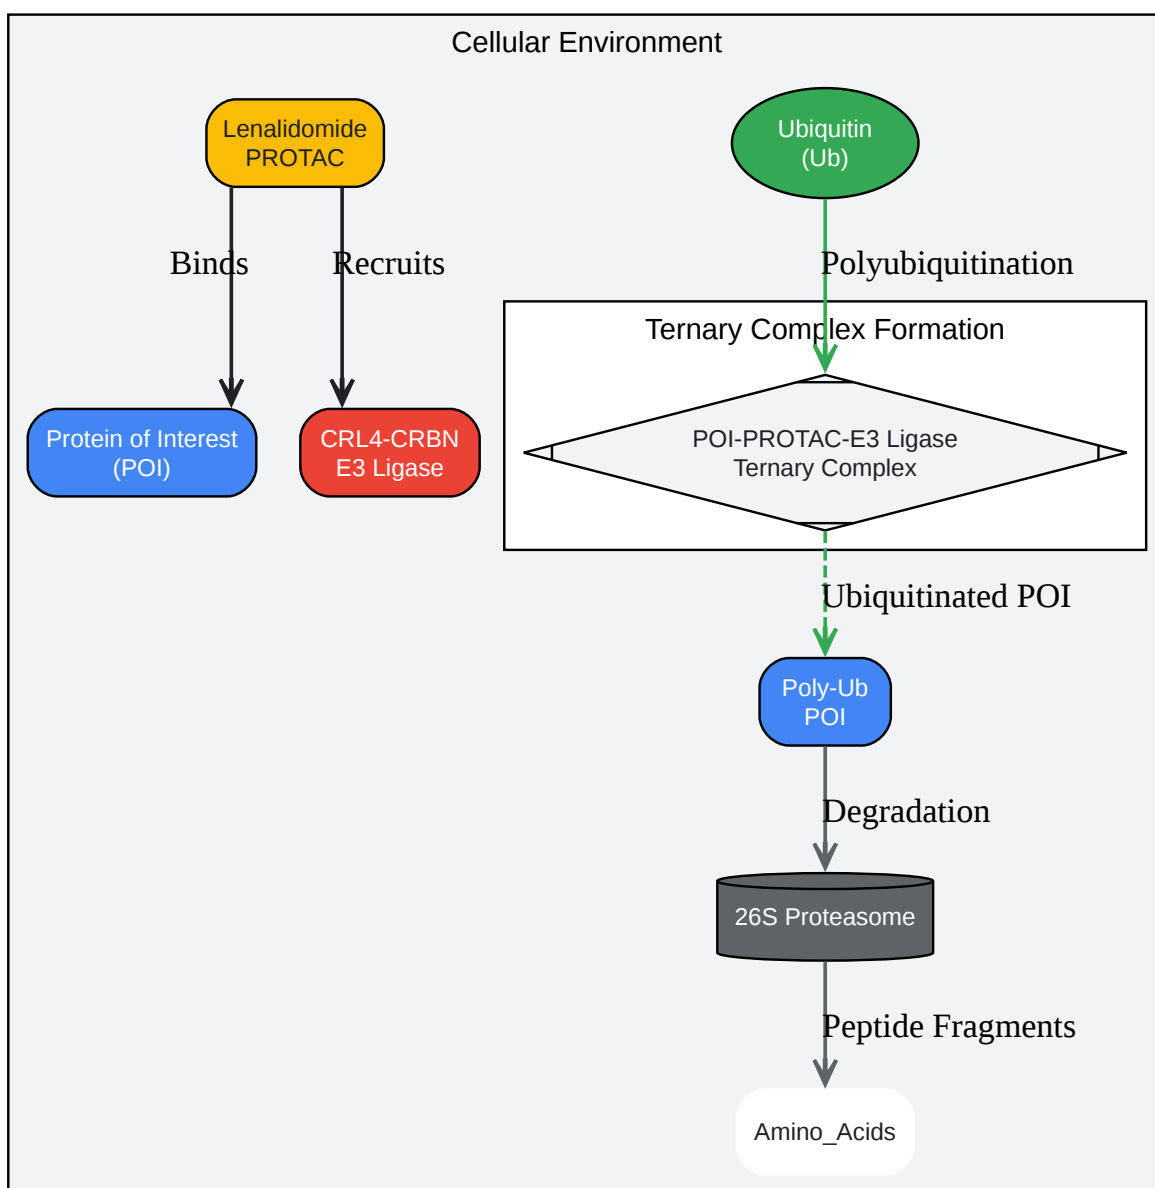 Cellular Environment
Lenalidomide
PROTAC
Ubiquitin
(Ub)
Binds
Recruits
Polyubiquitination
Ternary Complex Formation
Protein of Interest
(POI)
CRL4-CRBN
E3 Ligase
POI-PROTAC-E3 Ligase
Ternary Complex
Ubiquitinated POI
Poly-Ub
POI
Degradation
26S Proteasome
Peptide Fragments
Amino_Acids